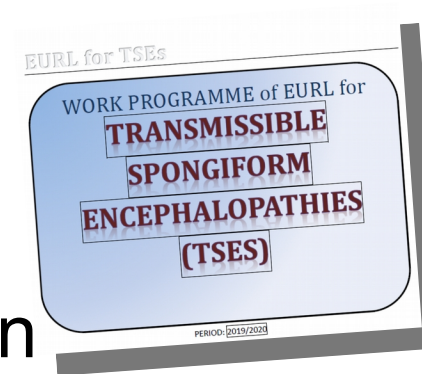 EURL for TSEs
WORK PROGRAMME of EURL for
TRANSMISSIBLE
SPONGIFORM
ENCEPHALOPATHIES
(TSES)
PERIOD: 2019/2020
n